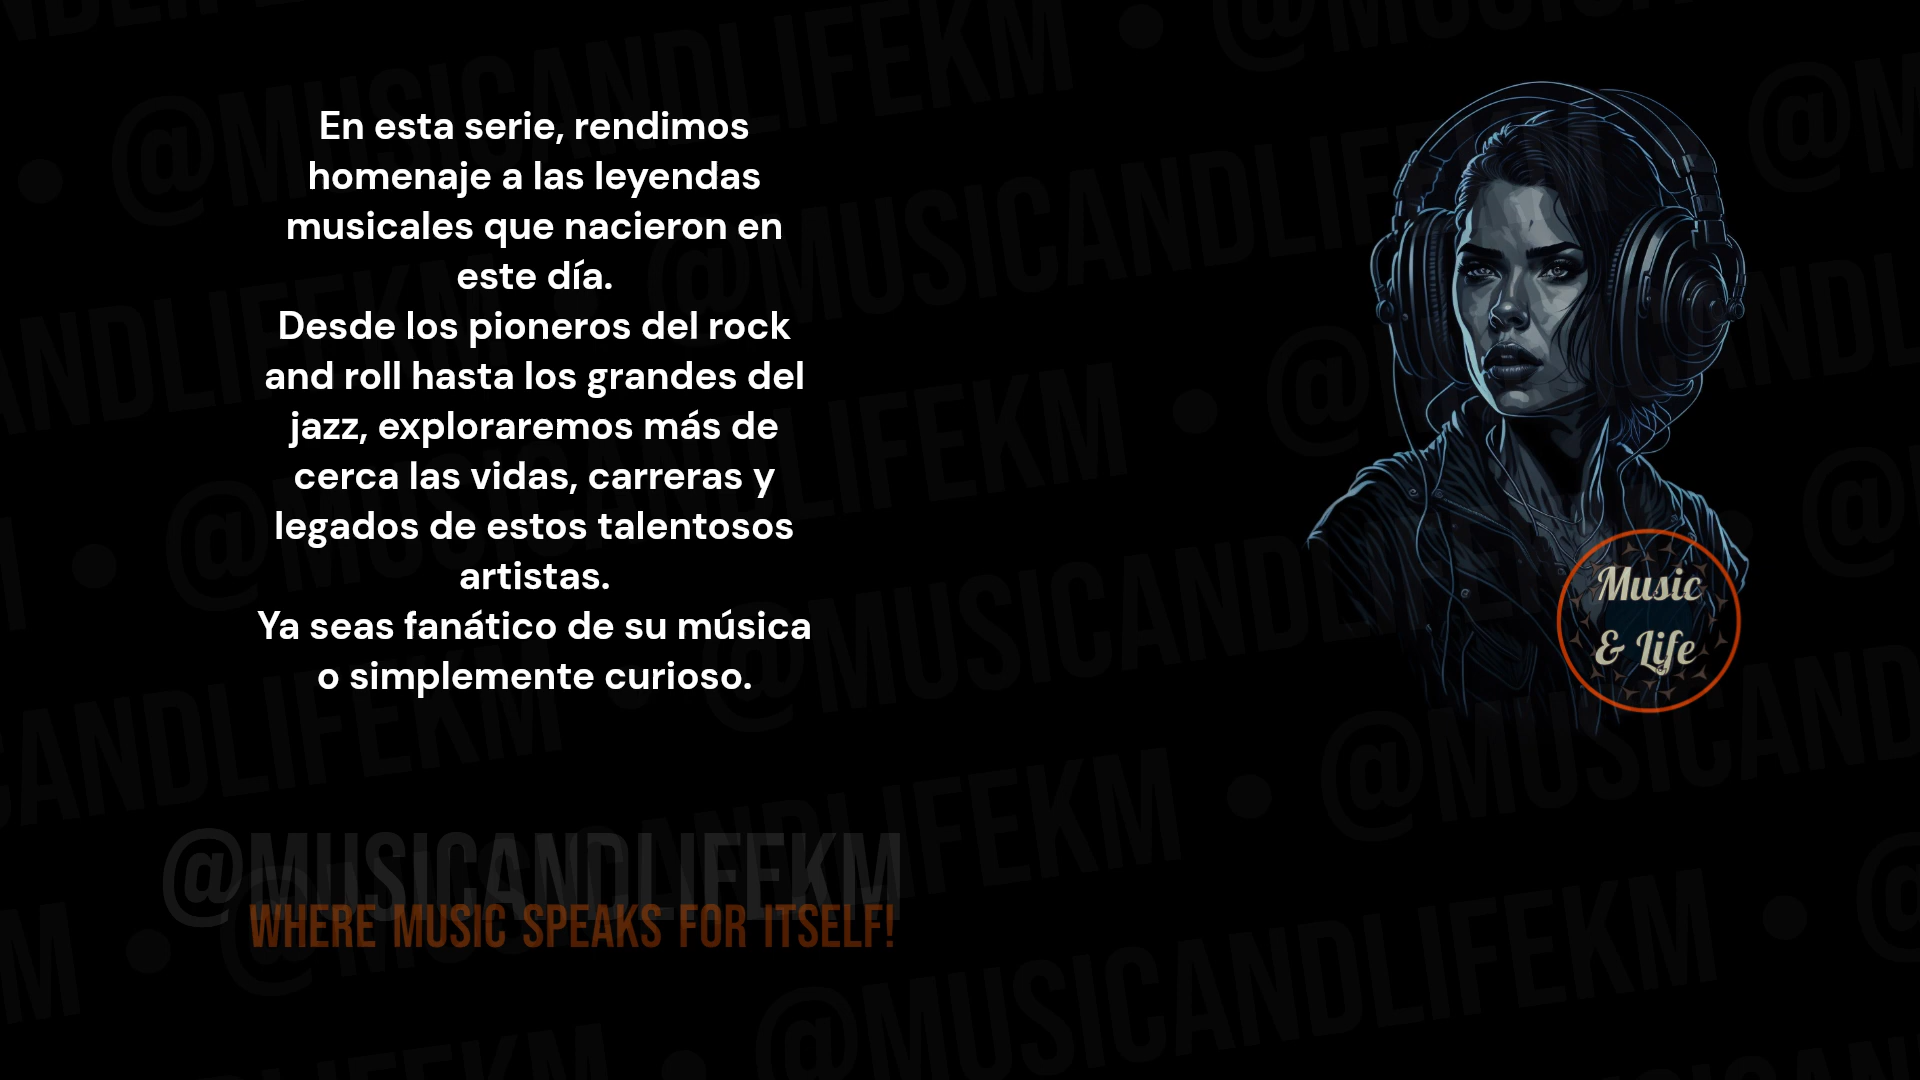 En esta serie, rendimos
homenaje a las leyendas
musicales que nacieron en
este día.
Desde los pioneros del rock
and roll hasta los grandes del
jazz, exploraremos más de
cerca las vidas, carreras y
legados de estos talentosos
artistas.
Ya seas fanático de su música
o simplemente curioso.
Music
& Life
@MUSICANDLIFEKM
WHERE MUSIC SPEAKS FOR ITSELF!